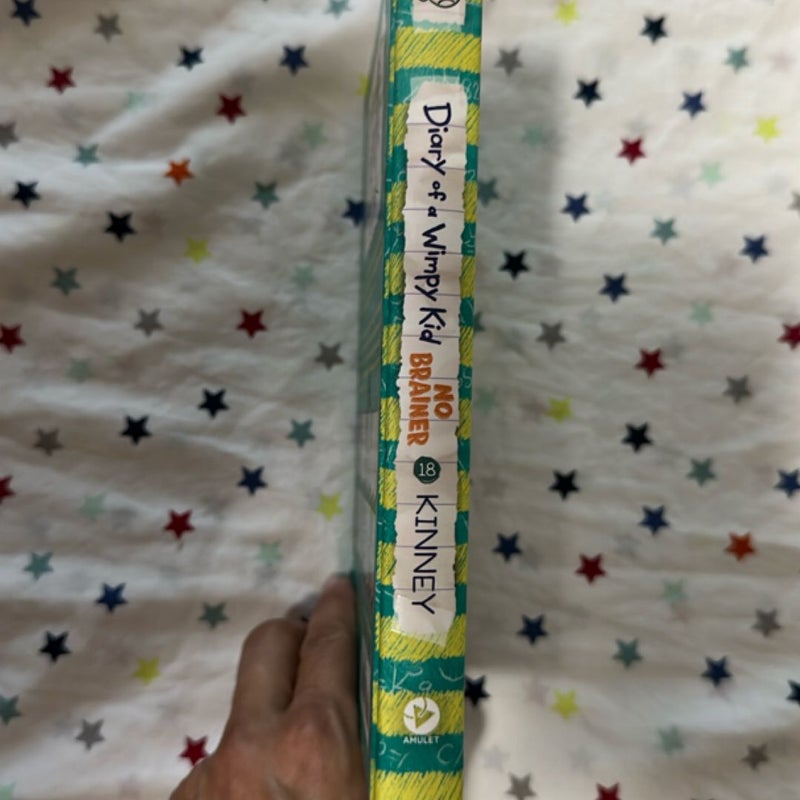 Diary of a Wimpy Kid
NO
BRAINER
18
KINNEY
AMULET